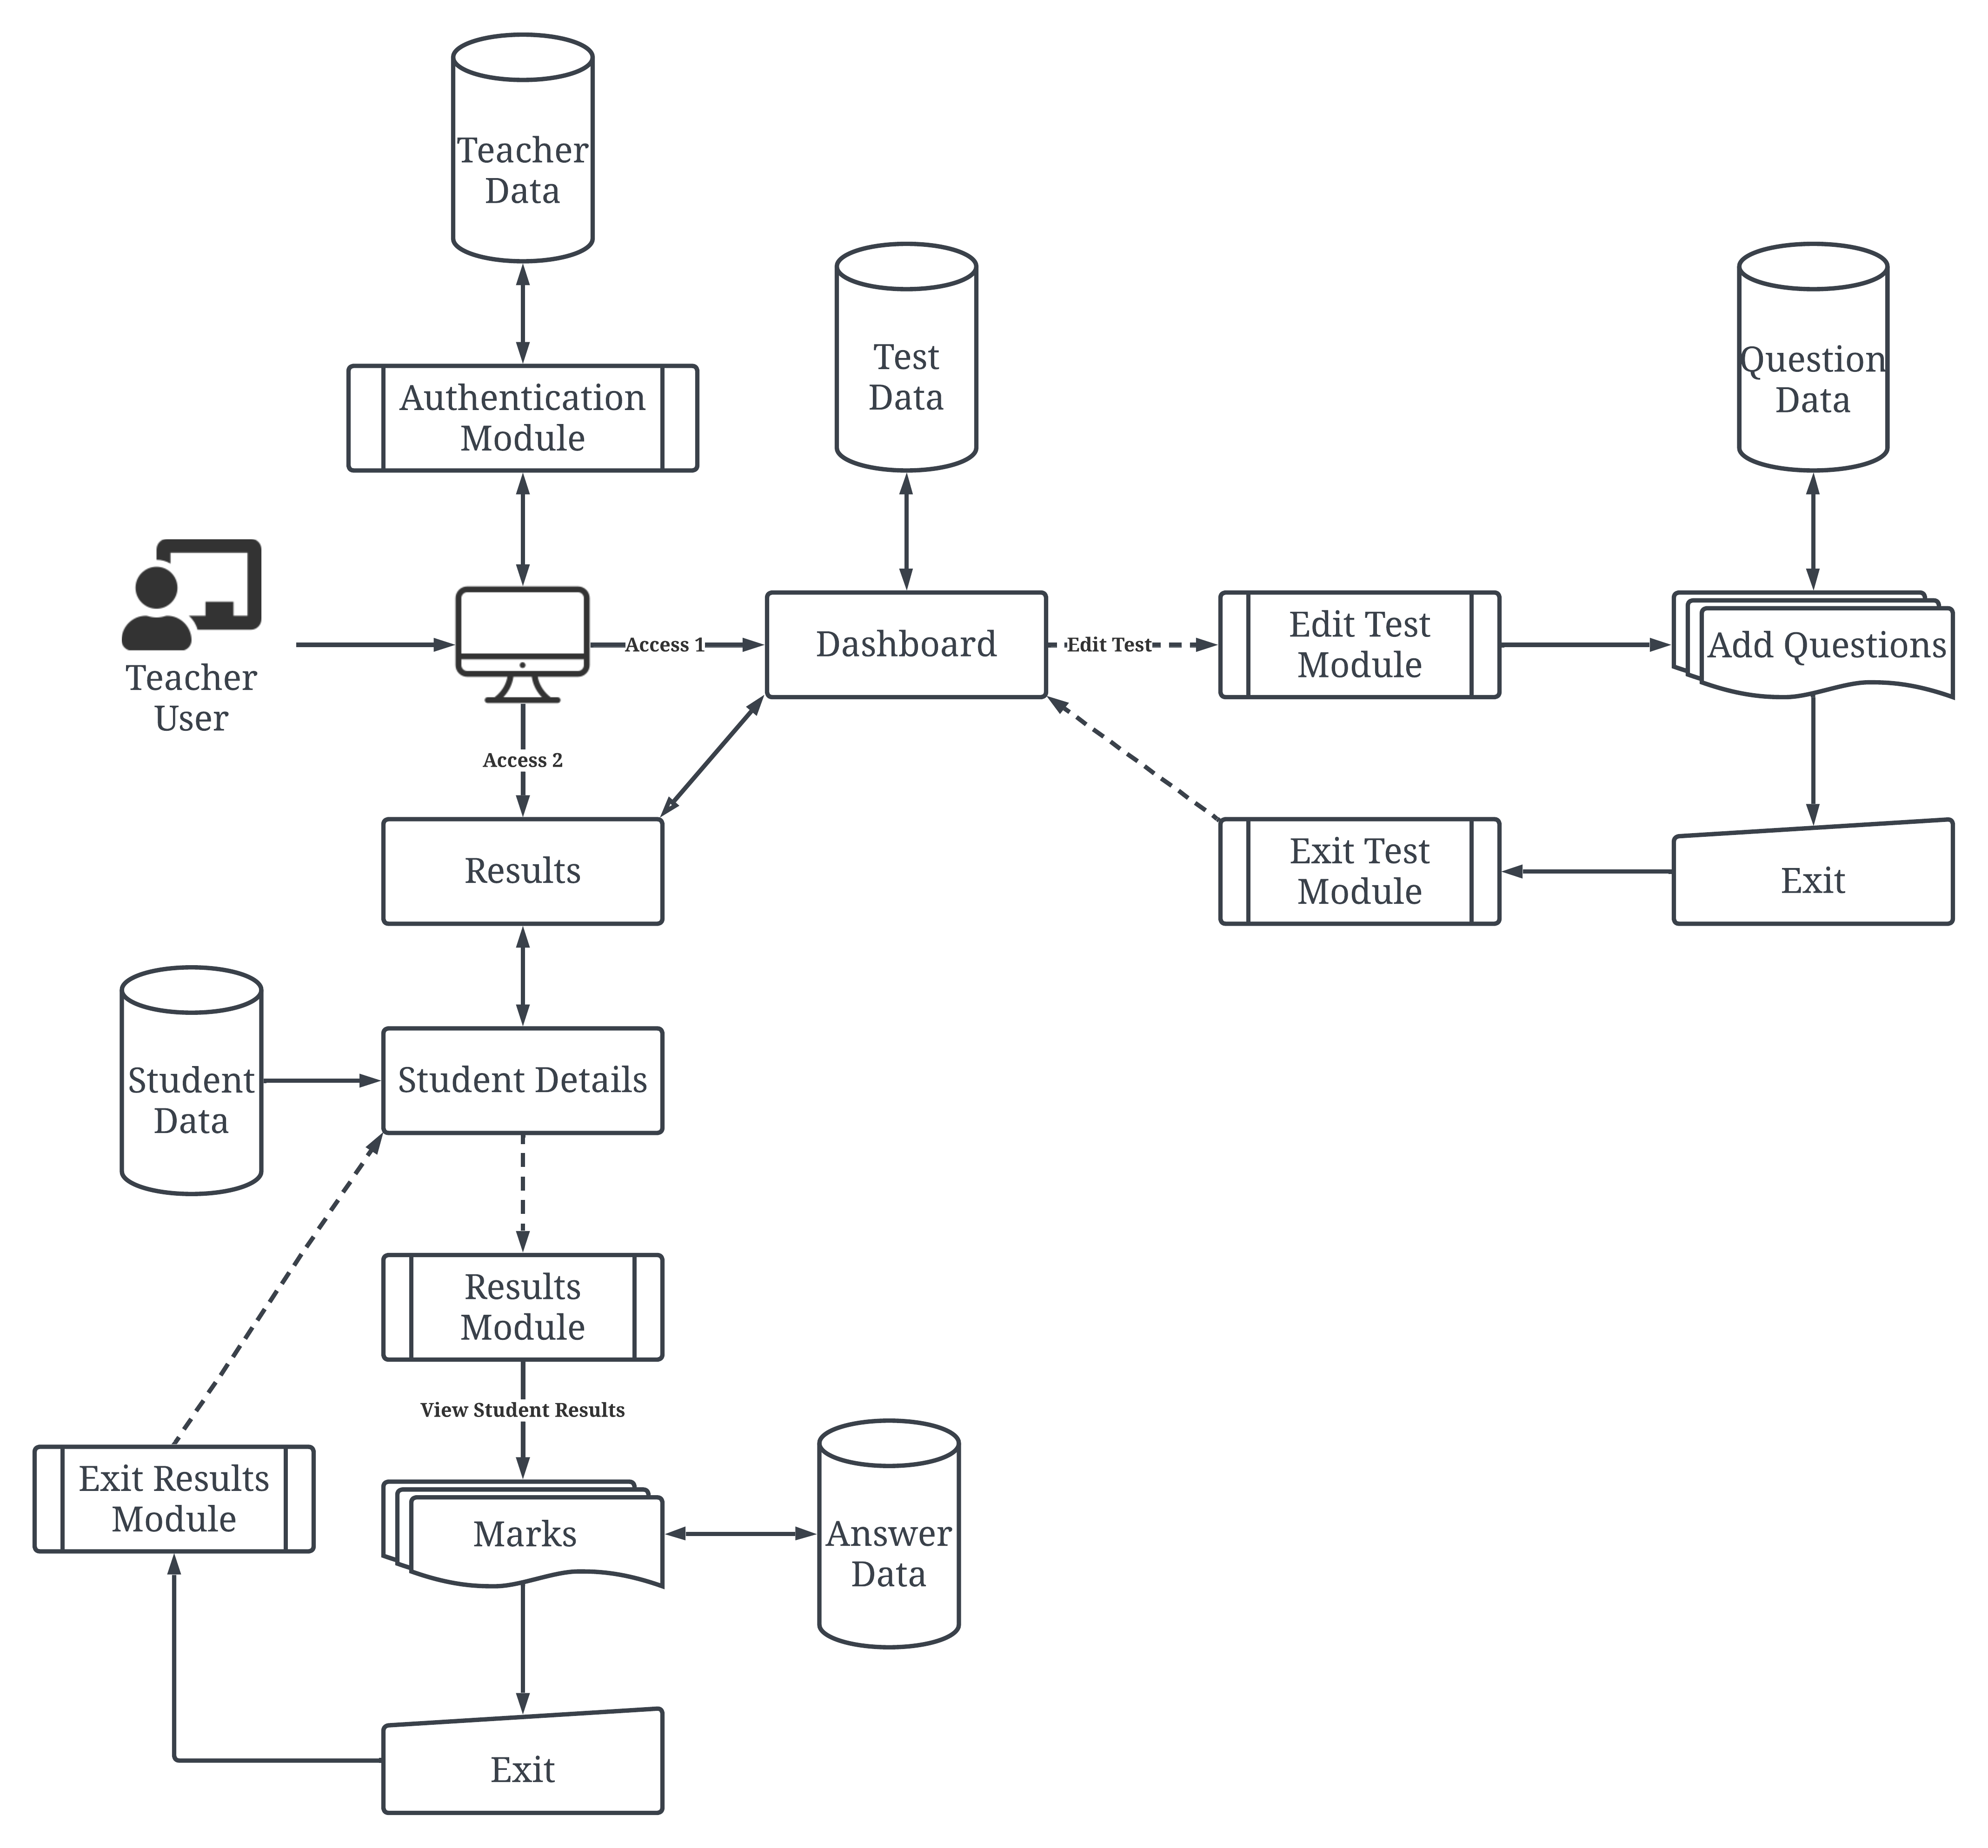 Teacher
Data
Test
Data
Question
Data
Authentication
Module
Teacher
User
Access 1
Dashboard
Edit Test
Edit Test
Module
Add Questions
Access 2
Results
Exit Test
Module
Exit
Student
Data
Student Details
Results
Module
View Student Results
Exit Results
Module
Marks
Answer
Data
Exit